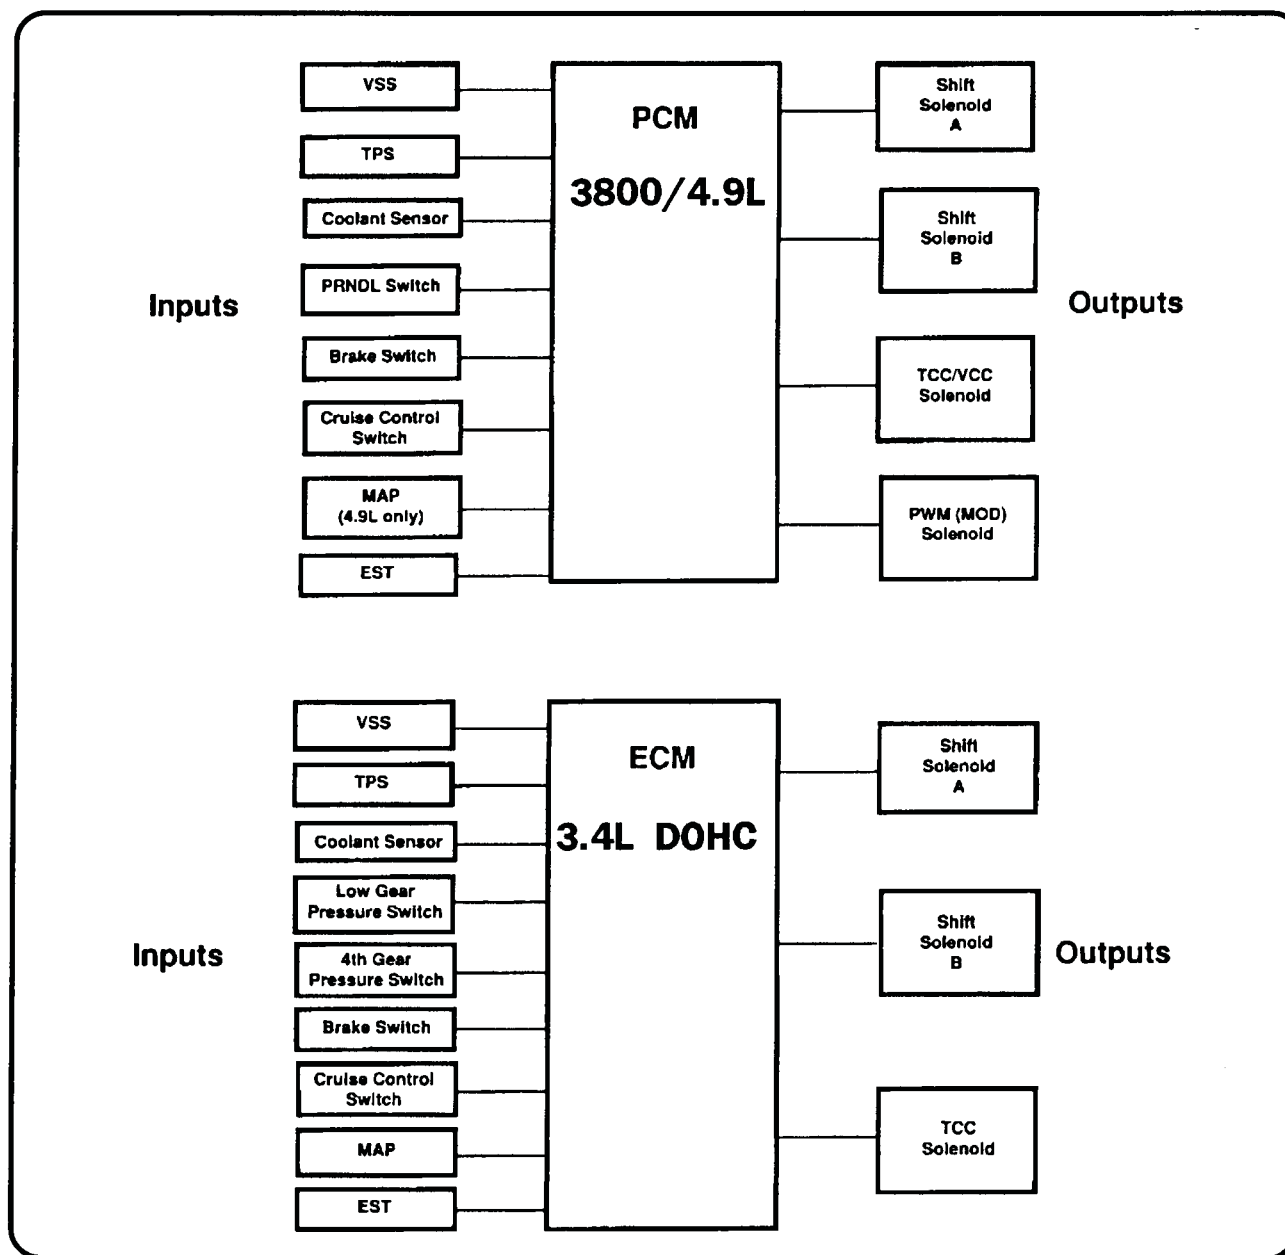 VSS
TPS
Coolant Sensor
PRNDL Switch
Brake Switch
Cruise Control
Switch
MAP
(4.9L only)
EST
Inputs
PCM
3800/4.9L
Shift
Solenoid
A
Shift
Solenoid
B
TCC/VCC
Solenoid
PWM (MOD)
Solenoid
Outputs
VSS
TPS
Coolant Sensor
Low Gear
Pressure Switch
4th Gear
Pressure Switch
Brake Switch
Cruise Control
Switch
MAP
EST
Inputs
ECM
3.4L DOHC
Shift
Solenoid
A
Shift
Solenoid
B
TCC
Solenoid
Outputs